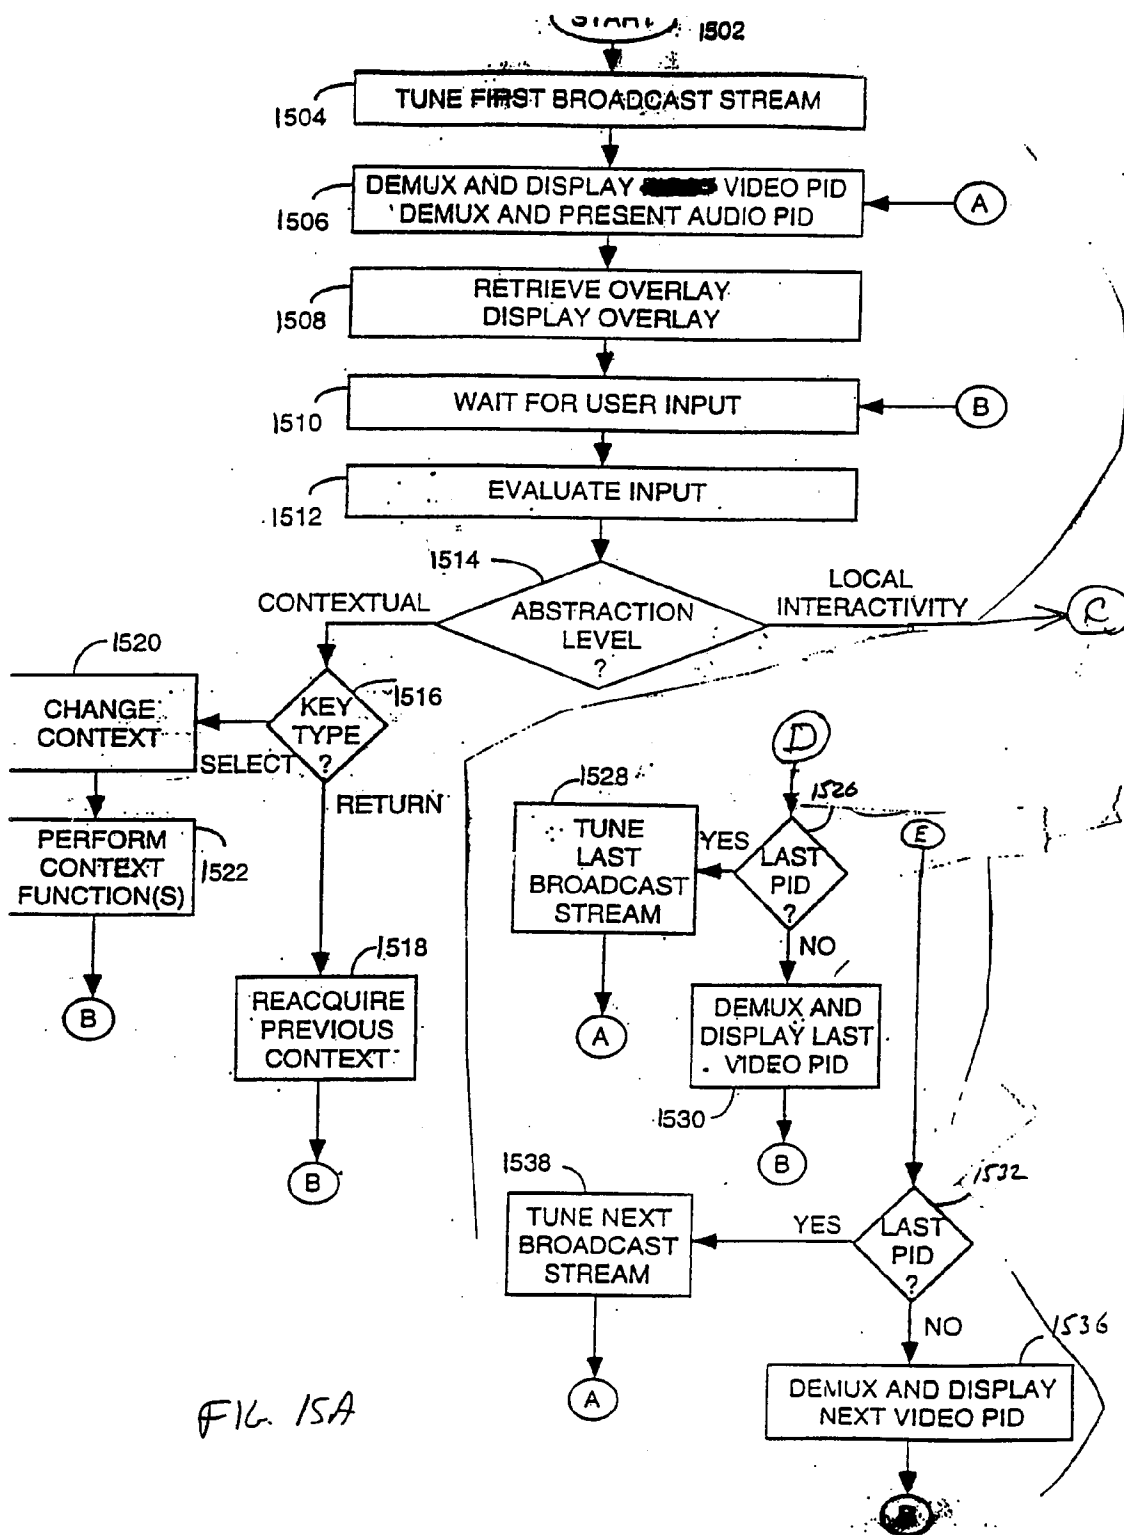 START
1502
TUNE FIRST BROADCAST STREAM
1504
DEMUX AND DISPLAY VIDEO PID
DEMUX AND PRESENT AUDIO PID
1506
A
RETRIEVE OVERLAY
DISPLAY OVERLAY
1508
WAIT FOR USER INPUT
1510
B
EVALUATE INPUT
1512
1514
ABSTRACTION
LEVEL
?
CONTEXTUAL
LOCAL
INTERACTIVITY
C
1520
CHANGE
CONTEXT
1516
KEY
TYPE
?
SELECT
RETURN
PERFORM
CONTEXT
FUNCTION(S)
1522
B
1518
REACQUIRE
PREVIOUS
CONTEXT
B
D
1526
1528
TUNE
LAST
BROADCAST
STREAM
YES
LAST
PID
?
E
NO
A
DEMUX AND
DISPLAY LAST
VIDEO PID
1530
B
1538
1532
TUNE NEXT
BROADCAST
STREAM
YES
LAST
PID
?
NO
1536
A
DEMUX AND DISPLAY
NEXT VIDEO PID
FIG. 15A